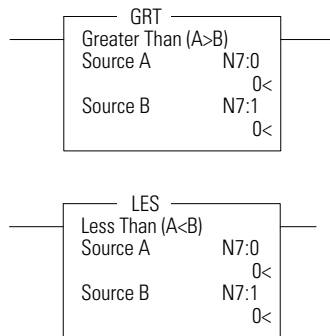 GRT
Greater Than (A>B)
Source A N7:0
0<
Source B N7:1
0<
LES
Less Than (A<B)
Source A N7:0
0<
Source B N7:1
0<